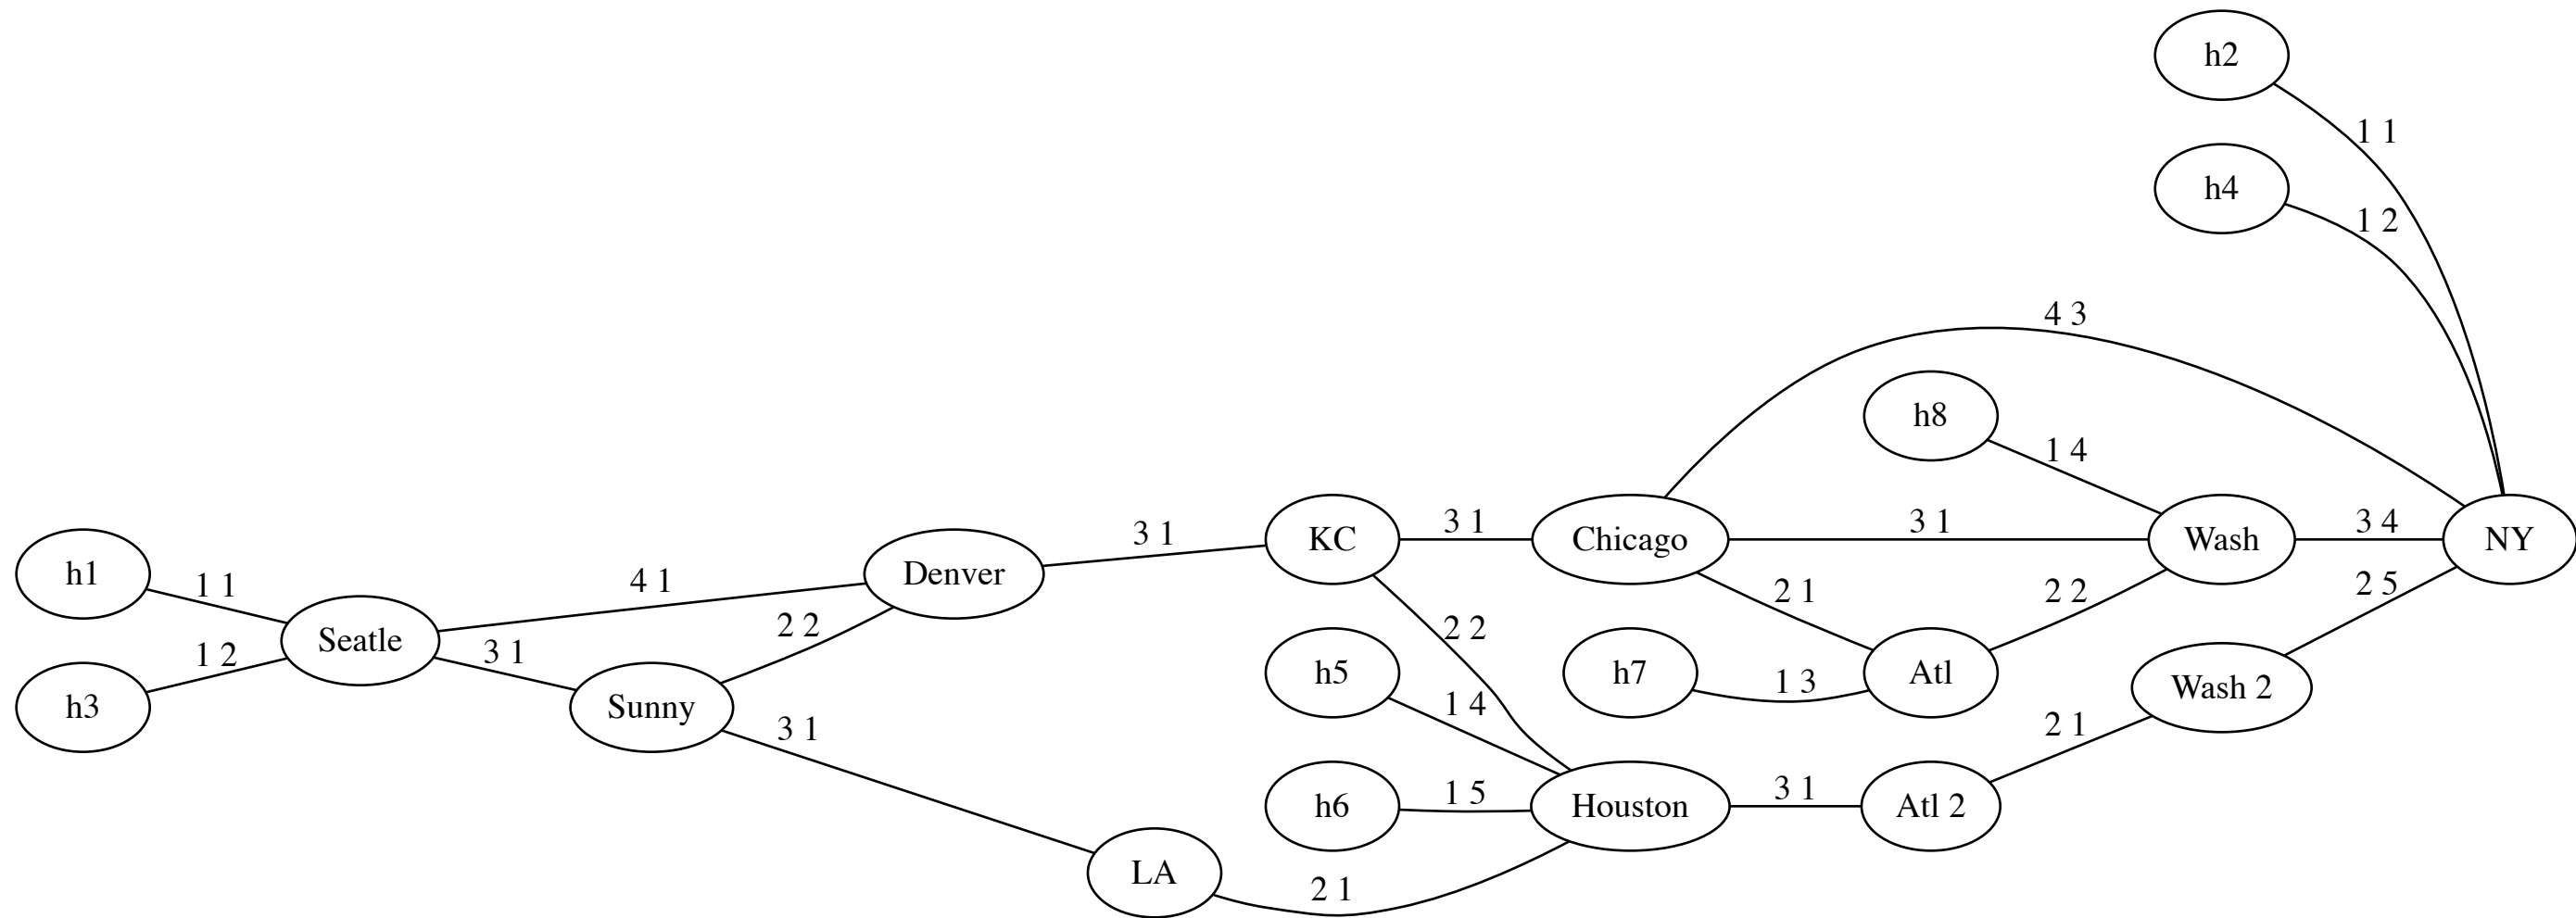 h2
1 1
h4
1 2
4 3
h8
1 4
3 1
KC
3 1
Chicago
3 1
Wash
3 4
NY
h1
1 1
4 1
Denver
2 2
2 1
2 2
2 5
Seatle
3 1
1 2
2 2
h3
Sunny
h5
1 4
h7
1 3
Atl
Wash 2
3 1
2 1
h6
1 5
Houston
3 1
Atl 2
LA
2 1